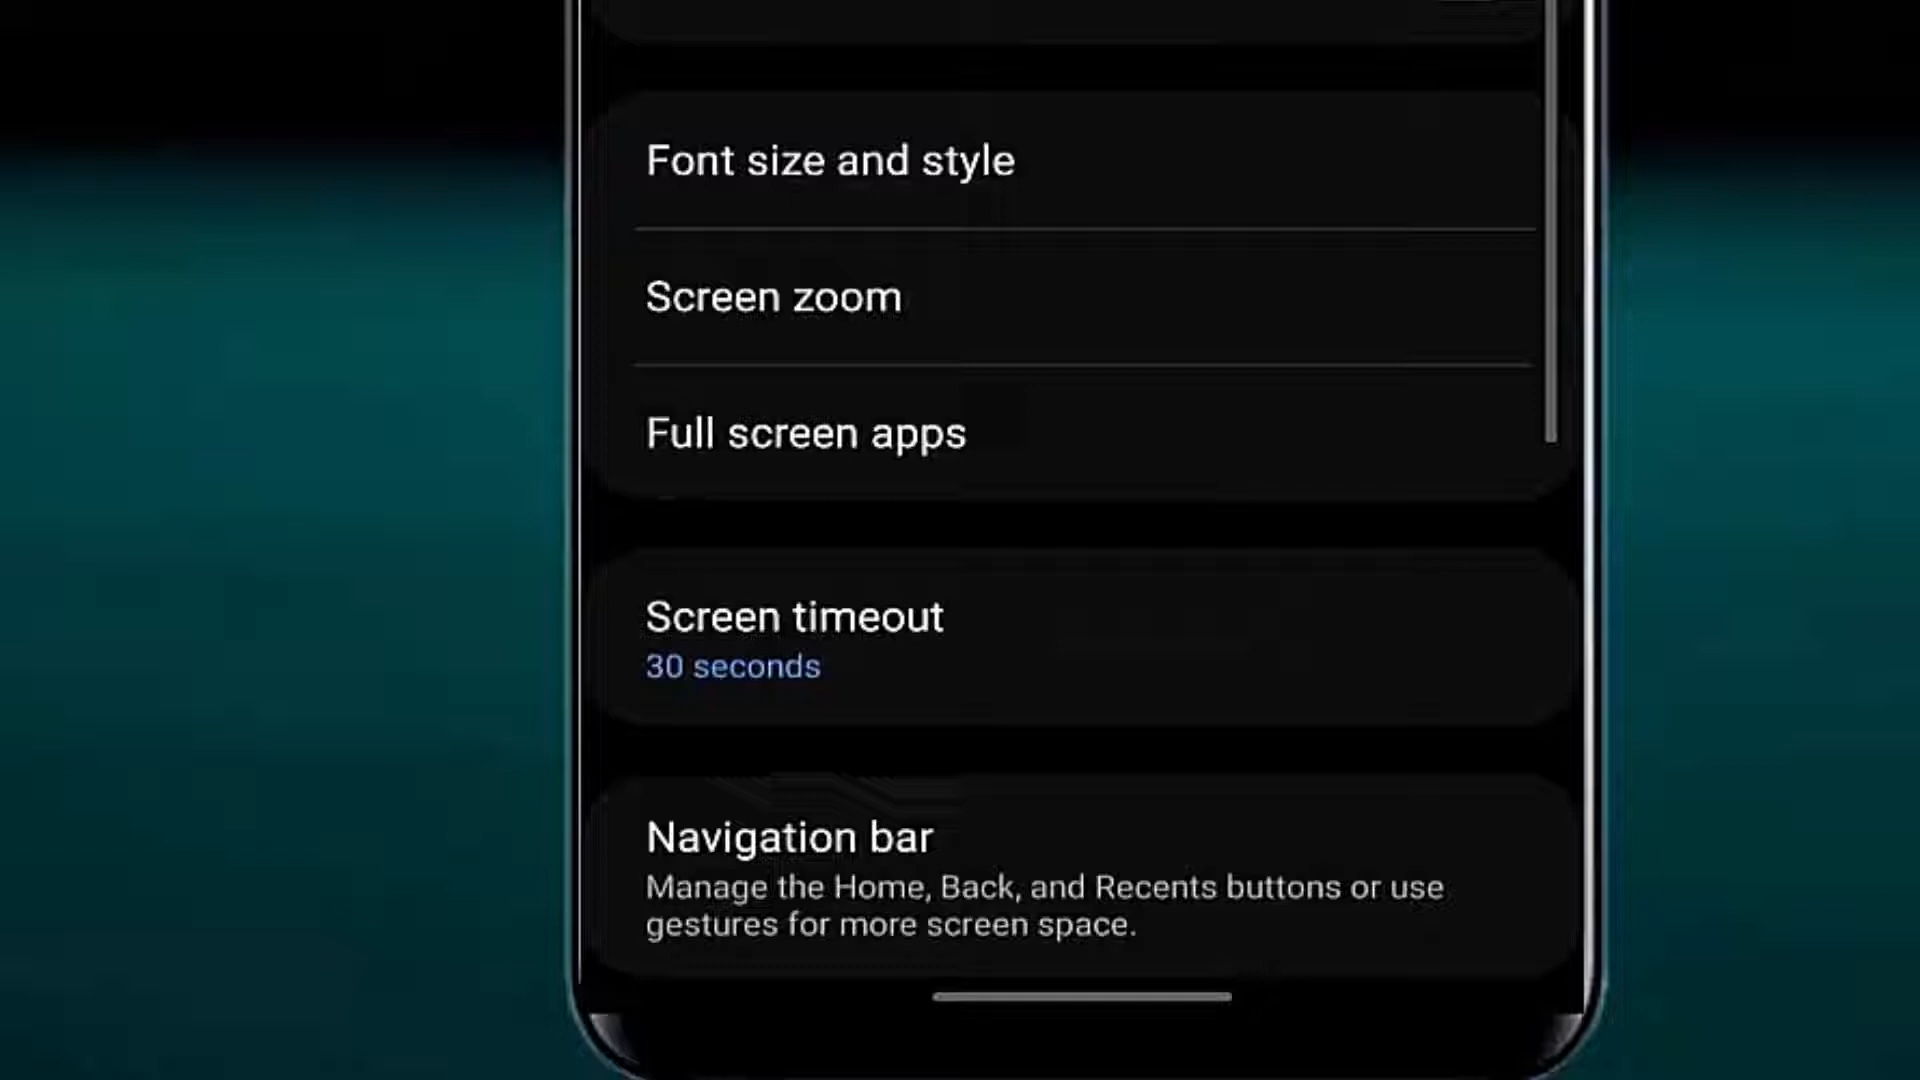 Font size and style
Screen zoom
Full screen apps
Screen timeout
30 seconds
Navigation bar
Manage the Home, Back, and Recents buttons or use
gestures for more screen space.